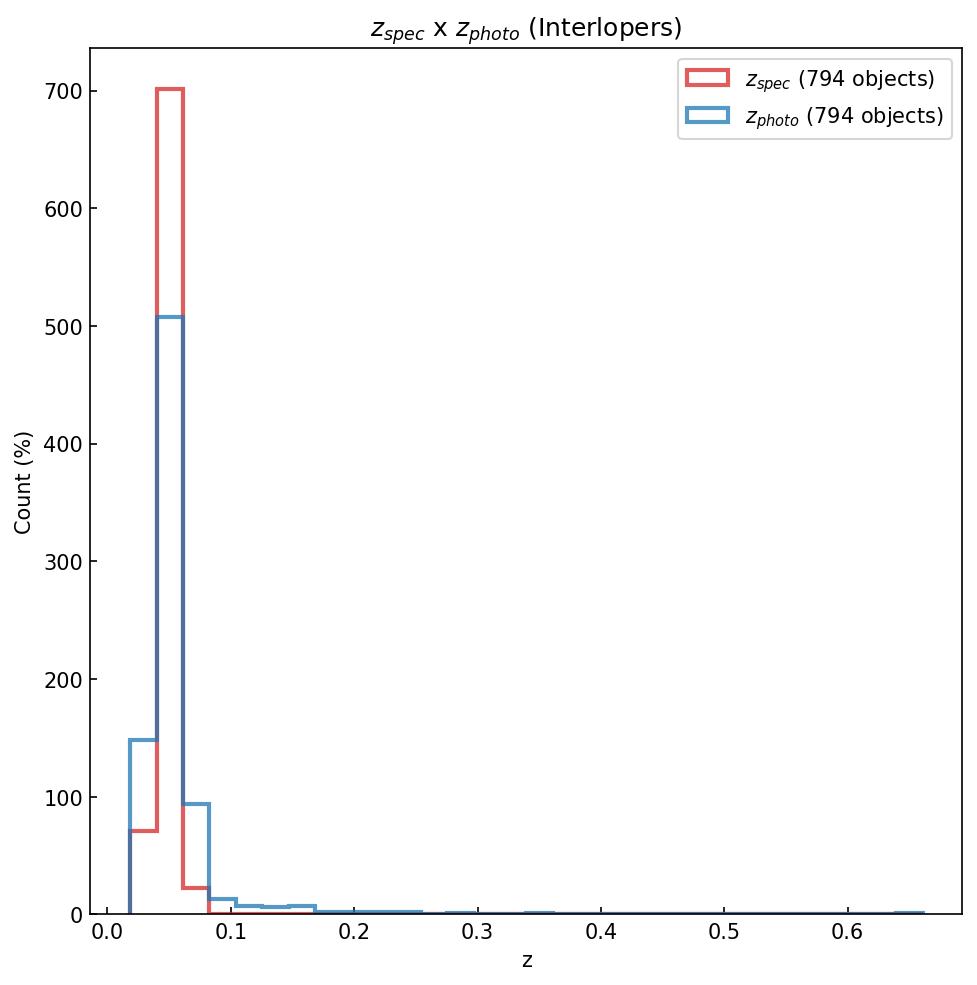 z_spec x z_photo (Interlopers)
z_spec (794 objects)
z_photo (794 objects)
Count (%)
700
600
500
400
300
200
100
0
0.0 0.1 0.2 0.3 0.4 0.5 0.6
z